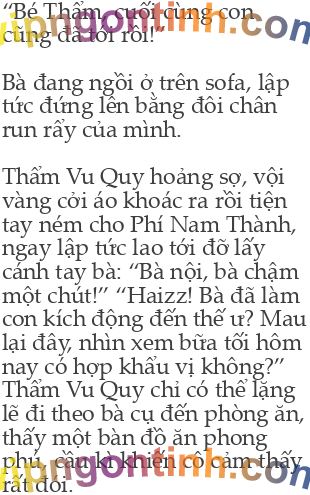 “Bé Thẩm, cuối cùng con
cũng đã tới rồi!”
Bà đang ngồi ở trên sofa, lập
tức đứng lên bằng đôi chân
run rẩy của mình.
Thẩm Vu Quy hoảng sợ, vội
vàng cởi áo khoác ra rồi tiện
tay ném cho Phí Nam Thành,
ngay lập tức lao tới đỡ lấy
cánh tay bà: “Bà nội, bà chậm
một chút!” “Haizz! Bà đã làm
con kích động đến thế ư? Mau
lại đây, nhìn xem bữa tối hôm
nay có hợp khẩu vị không?”
Thẩm Vu Quy chỉ có thể lặng
lẽ đi theo bà cụ đến phòng ăn,
thấy một bàn đồ ăn phong
phú, cầu kì khiến cô cảm thấy
rất đói.
vipngontinh.com
vipngontinh.com